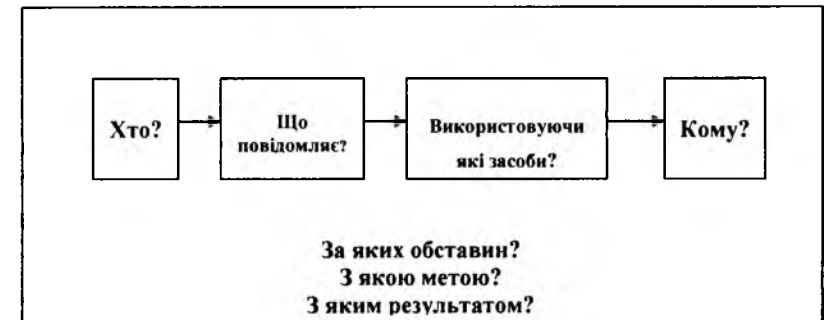 Хто?
Що
повідомляє?
Використовуючи
які засоби?
Кому?
За яких обставин?
З якою метою?
З яким результатом?